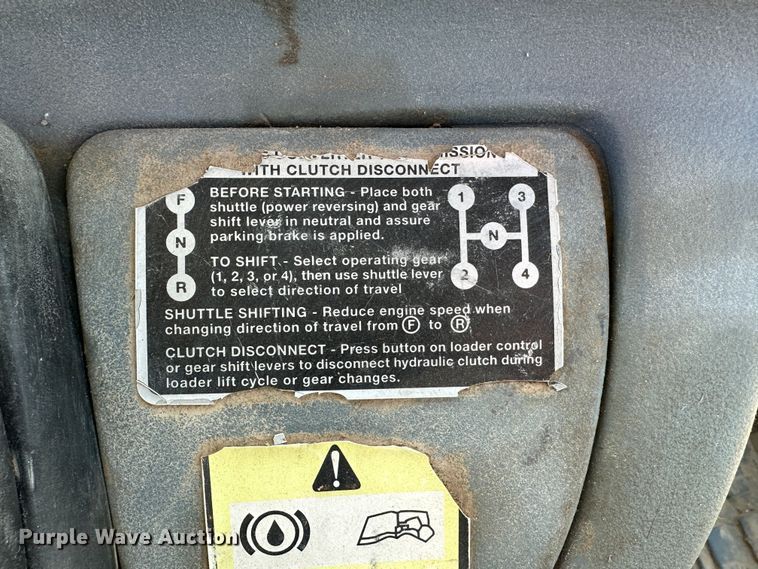 WITH CLUTCH DISCONNECT
F
N
R
BEFORE STARTING - Place both
shuttle (power reversing) and gear
shift lever in neutral and assure
parking brake is applied.
TO SHIFT - Select operating gear
(1, 2, 3, or 4), then use shuttle lever
to select direction of travel
1 3
N
2 4
SHUTTLE SHIFTING - Reduce engine speed when
changing direction of travel from F to R
CLUTCH DISCONNECT - Press button on loader control
or gear shift levers to disconnect hydraulic clutch during
loader lift cycle or gear changes.
Purple Wave Auction